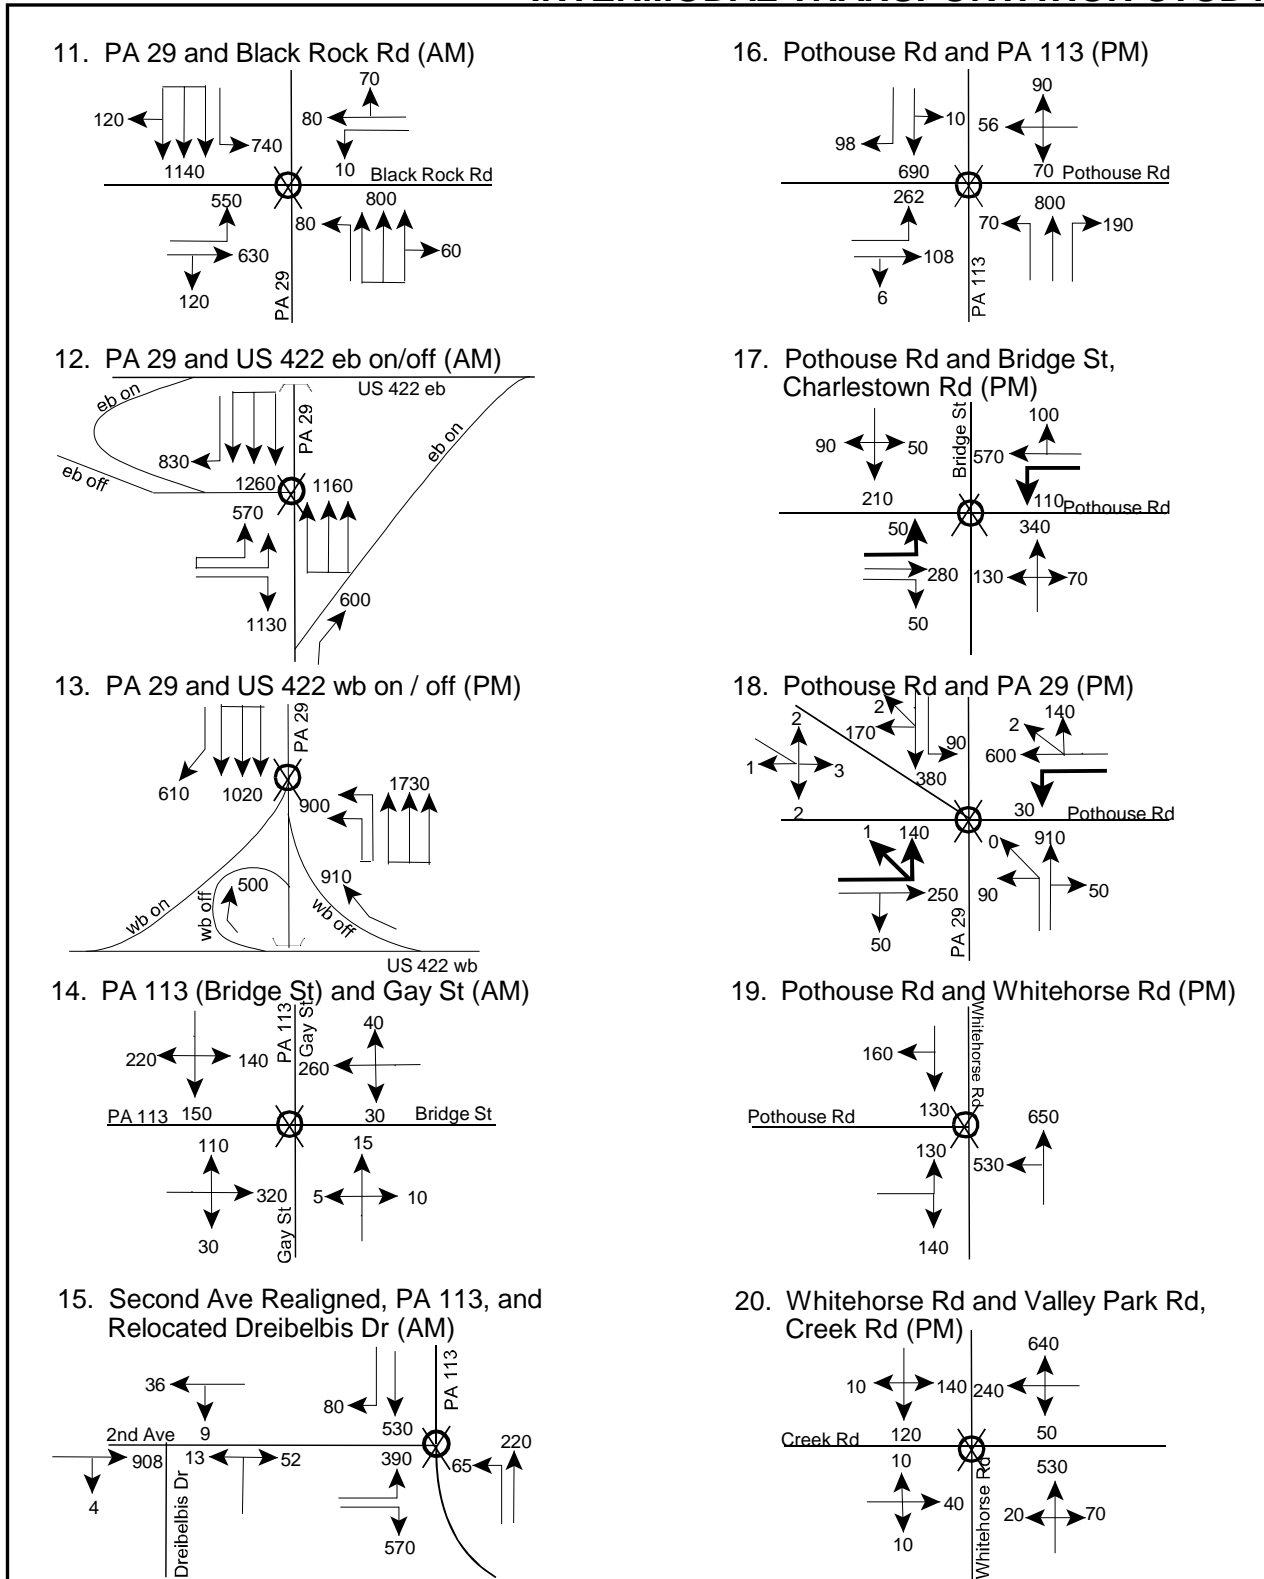 11. PA 29 and Black Rock Rd (AM)
120
740
1140
70
80
10
Black Rock Rd
550
630
120
PA 29
80
800
60
12. PA 29 and US 422 eb on/off (AM)
US 422 eb
eb on
eb off
PA 29
eb on
830
1260
1160
570
1130
600
13. PA 29 and US 422 wb on / off (PM)
PA 29
610
1020
900
1730
wb on
wb off
500
910
wb off
US 422 wb
14. PA 113 (Bridge St) and Gay St (AM)
PA 113
Gay St
220
140
150
40
260
30
PA 113
Bridge St
110
320
30
Gay St
15
5
10
15. Second Ave Realigned, PA 113, and
Relocated Dreibelbis Dr (AM)
36
9
2nd Ave
908
4
13
52
Dreibelbis Dr
80
530
PA 113
390
570
65
220
16. Pothouse Rd and PA 113 (PM)
98
10
690
90
56
70
Pothouse Rd
262
108
6
PA 113
70
800
190
17. Pothouse Rd and Bridge St,
Charlestown Rd (PM)
Bridge St
90
50
210
100
570
110
Pothouse Rd
50
280
50
340
130
70
18. Pothouse Rd and PA 29 (PM)
2
1
3
2
2
170
90
380
2
140
600
30
Pothouse Rd
1
140
250
50
PA 29
0
910
90
50
19. Pothouse Rd and Whitehorse Rd (PM)
Whitehorse Rd
160
130
Pothouse Rd
130
140
650
530
20. Whitehorse Rd and Valley Park Rd,
Creek Rd (PM)
10
140
120
640
240
50
Creek Rd
10
40
10
Whitehorse Rd
530
20
70